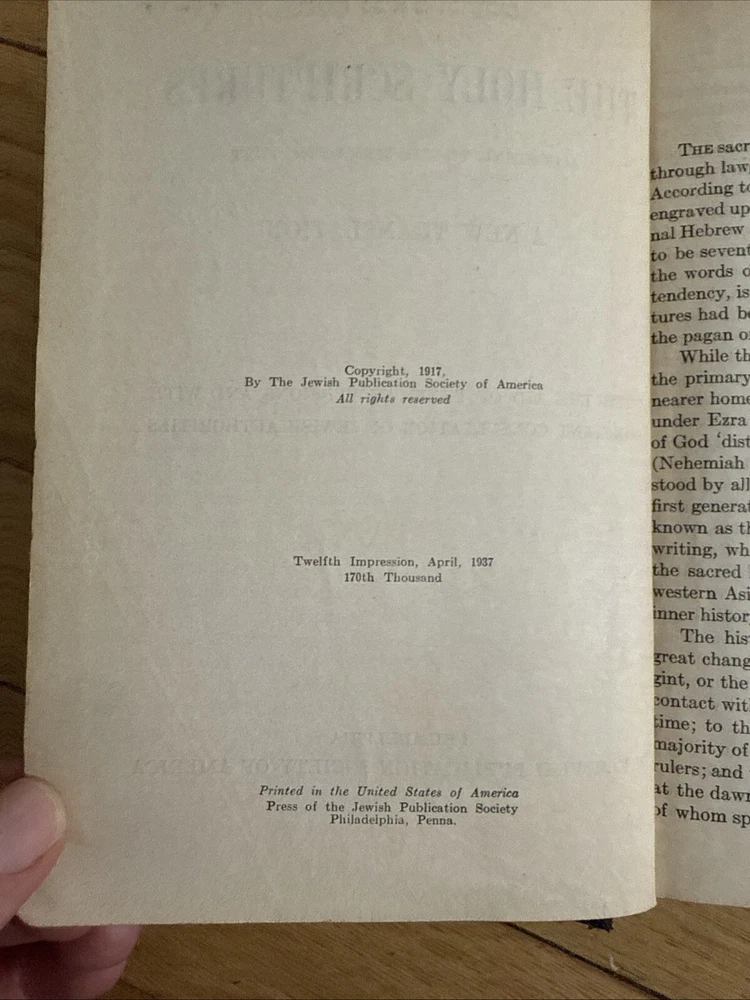 Copyright, 1917,
By The Jewish Publication Society of America
All rights reserved
Twelfth Impression, April, 1937
170th Thousand
Printed in the United States of America
Press of the Jewish Publication Society
Philadelphia, Penna.
THE sacr
through law,
According to
engraved up
nal Hebrew
to be sevent
the words o
tendency, is
tures had be
the pagan o
While th
the primary
nearer home
under Ezra
of God ‘dist
(Nehemiah
stood by all
first generat
known as th
writing, wh
the sacred
western Asi
inner history
The his
great chang
gint, or the
contact wit
time; to th
majority of
rulers; and
at the dawn
of whom sp